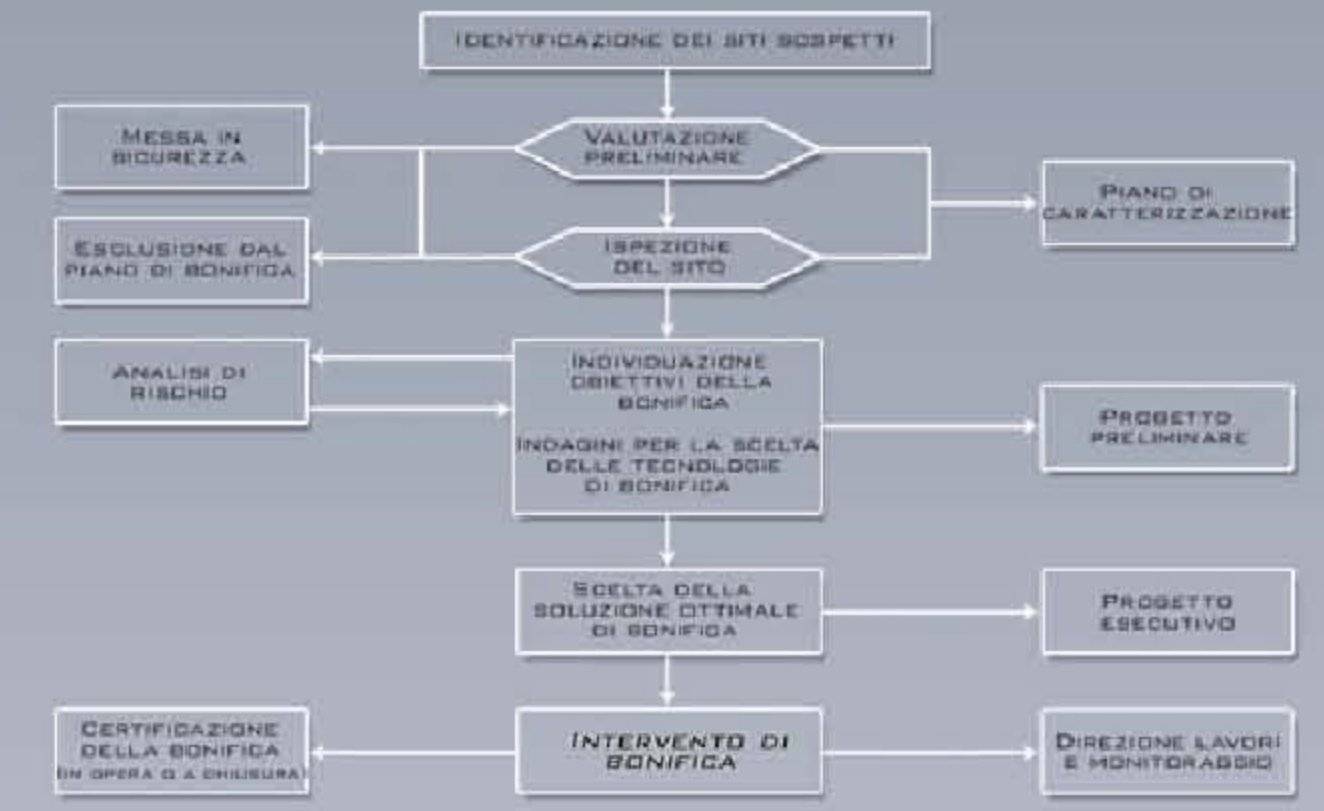 IDENTIFICAZIONE DEI SITI SOSPETTI
MESSA IN
SICUREZZA
VALUTAZIONE
PRELIMINARE
PIANO DI
CARATTERIZZAZIONE
ESCLUSIONE DAL
PIANO DI BONIFICA
ISPEZIONE
DEL SITO
ANALISI DI
RISCHIO
INDIVIDUAZIONE
OBIETTIVI DELLA
BONIFICA
INDAGINI PER LA SCELTA
DELLE TECNOLOGIE
DI BONIFICA
PROGETTO
PRELIMINARE
SCELTA DELLA
SOLUZIONE OTTIMALE
DI BONIFICA
PROGETTO
ESECUTIVO
CERTIFICAZIONE
DELLA BONIFICA
(IN OPERA O A CHIUSURA)
INTERVENTO DI
BONIFICA
DIREZIONE LAVORI
E MONITORAGGIO